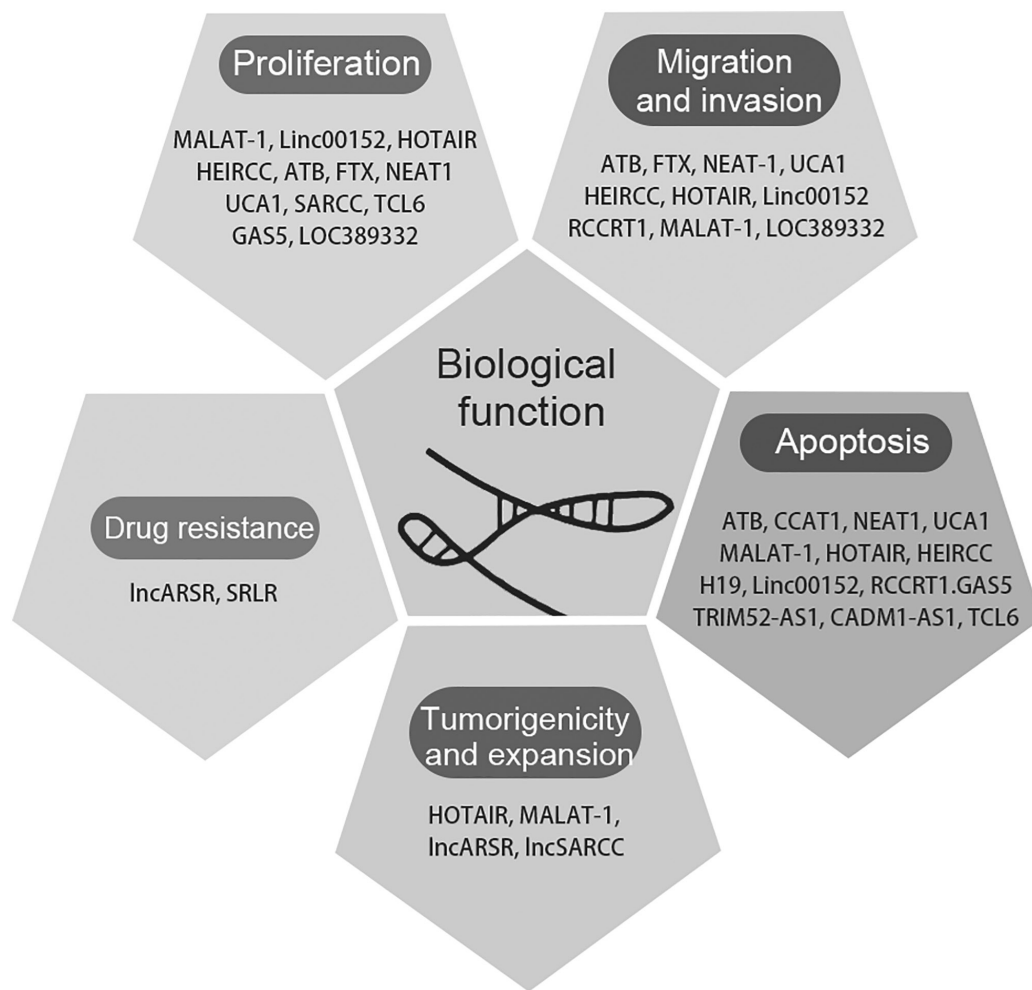 Proliferation
MALAT-1, Linc00152, HOTAIR
HEIRCC, ATB, FTX, NEAT1
UCA1, SARCC, TCL6
GAS5, LOC389332
Migration
and invasion
ATB, FTX, NEAT-1, UCA1
HEIRCC, HOTAIR, Linc00152
RCCRT1, MALAT-1, LOC389332
Biological
function
Apoptosis
ATB, CCAT1, NEAT1, UCA1
MALAT-1, HOTAIR, HEIRCC
H19, Linc00152, RCCRT1.GAS5
TRIM52-AS1, CADM1-AS1, TCL6
Drug resistance
lncARSR, SRLR
Tumorigenicity
and expansion
HOTAIR, MALAT-1,
lncARSR, lncSARCC